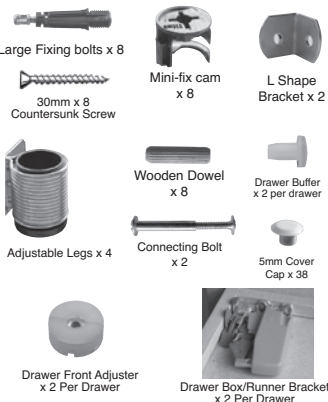 Large Fixing bolts x 8
Mini-fix cam
x 8
L Shape
Bracket x 2
30mm x 8
Countersunk Screw
Wooden Dowel
x 8
Drawer Buffer
x 2 per drawer
Adjustable Legs x 4
Connecting Bolt
x 2
5mm Cover
Cap x 38
Drawer Front Adjuster
x 2 Per Drawer
Drawer Box/Runner Bracket
x 2 Per Drawer